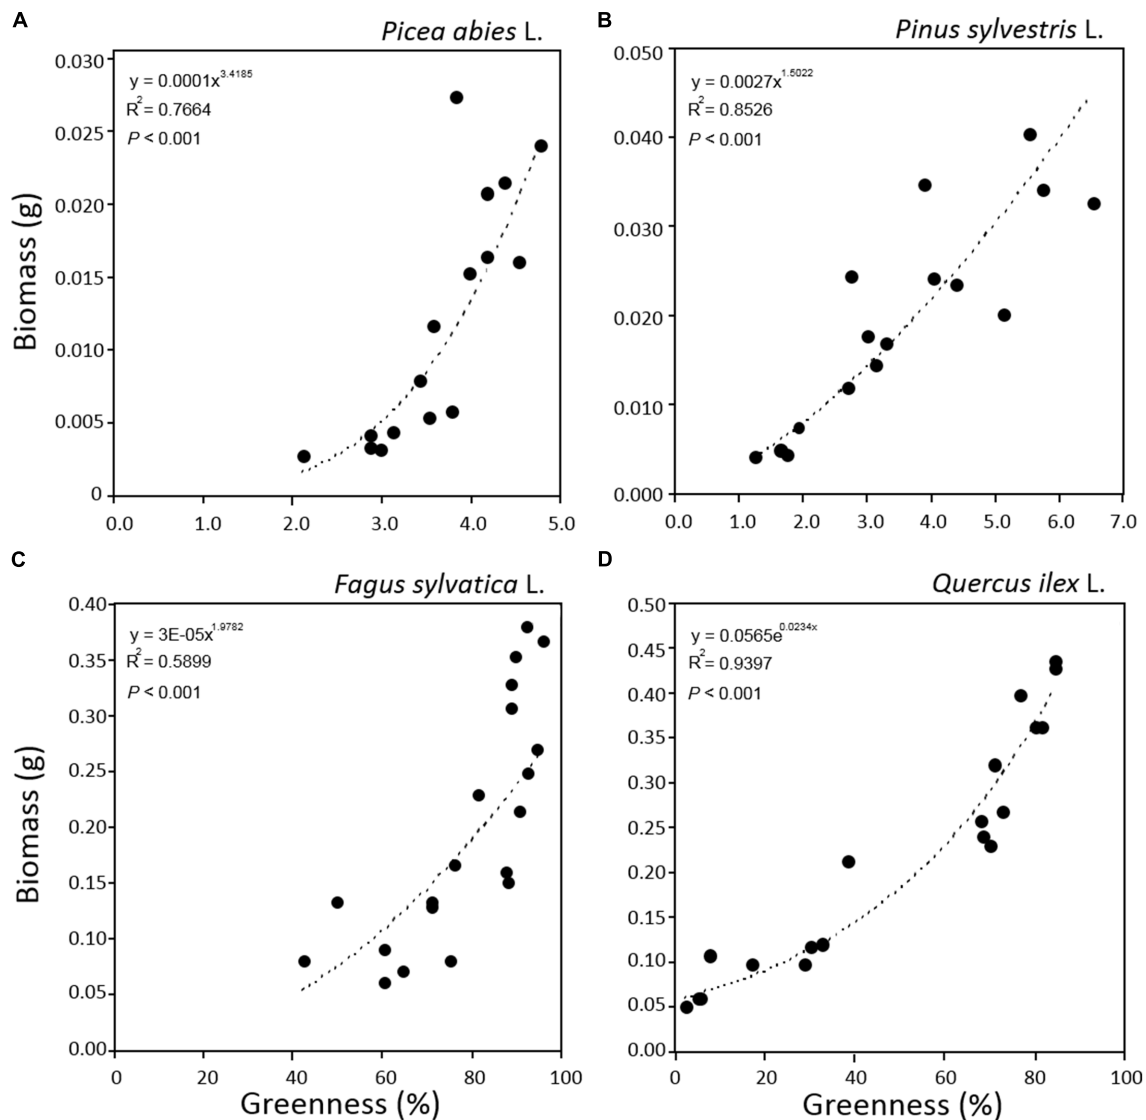 A
Picea abies L.
y = 0.0001x^3.4185
R² = 0.7664
P < 0.001
Biomass (g)
0.030
0.025
0.020
0.015
0.010
0.005
0
0.0 1.0 2.0 3.0 4.0 5.0
B
Pinus sylvestris L.
y = 0.0027x^1.5022
R² = 0.8526
P < 0.001
0.050
0.040
0.030
0.020
0.010
0.000
0.0 1.0 2.0 3.0 4.0 5.0 6.0 7.0
C
Fagus sylvatica L.
y = 3E-05x^1.9782
R² = 0.5899
P < 0.001
Biomass (g)
0.40
0.35
0.30
0.25
0.20
0.15
0.10
0.05
0.00
0 20 40 60 80 100
Greenness (%)
D
Quercus ilex L.
y = 0.0565e^0.0234x
R² = 0.9397
P < 0.001
0.50
0.45
0.40
0.35
0.30
0.25
0.20
0.15
0.10
0.05
0.00
0 20 40 60 80 100
Greenness (%)